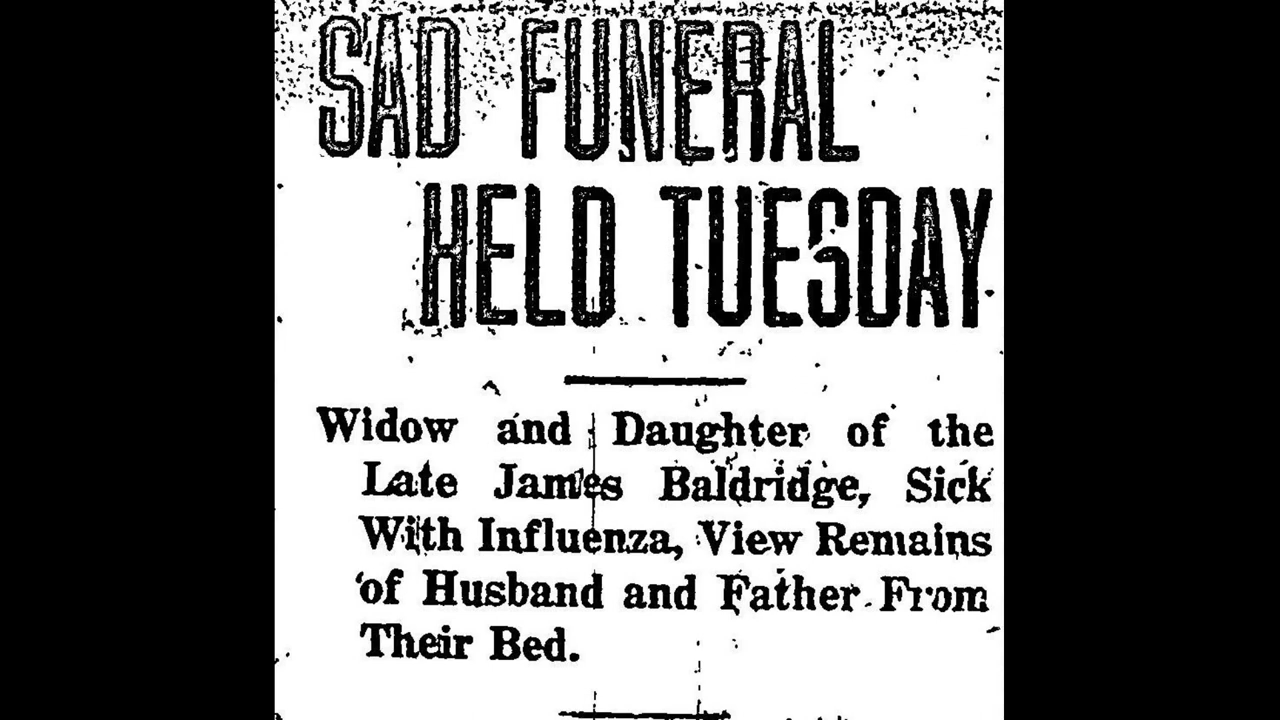 SAD FUNERAL
HELD TUESDAY
Widow and Daughter of the
Late James Baldridge, Sick
With Influenza, View Remains
of Husband and Father From
Their Bed.